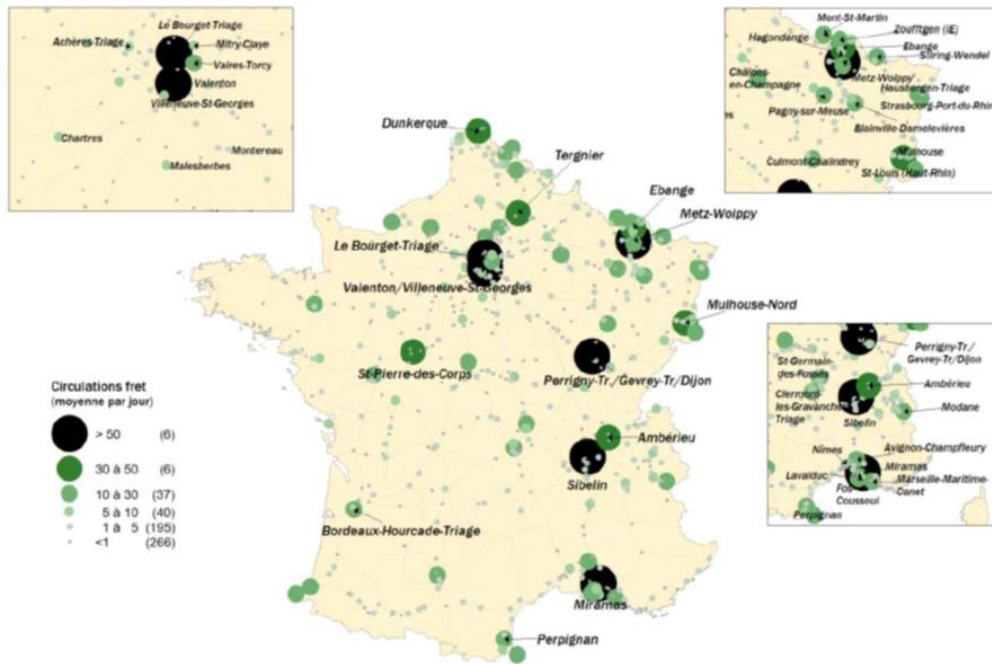 Le Bourget Triage
Achères-Triage
Mitry-Claye
Vaires-Torcy
Valenton
Villeneuve-St-Georges
Chartres
Montereau
Malesherbes
Mont-St-Martin
Zoufftgen (IE)
Hagondange
Ebange
Stiring-Wendel
Metz-Woippy
Châlons-
en-Champagne
Hausbergen-Triage
Pagny-sur-Meuse
Strasbourg-Port-du-Rhin
es
Blainville-Damelevières
Culmont-Chalindrey
Mulhouse
St-Louis (Haut-Rhin)
Dunkerque
Tergnier
Ebange
Metz-Woippy
Le Bourget-Triage
Valenton/Villeneuve-St-Georges
Mulhouse-Nord
St-Pierre-des-Corps
Perrigny-Tr./Gevrey-Tr/Dijon
Ambérieu
Sibelin
Bordeaux-Hourcade-Triage
Miramas
Perpignan
Circulations fret
(moyenne par jour)
> 50 (6)
30 à 50 (6)
10 à 30 (37)
5 à 10 (40)
1 à 5 (195)
<1 (266)
Perrigny-Tr./
Gevrey-Tr/Dijon
St-Germain
des-Fossés
Ambérieu
Clermont-
les-Gravanches
Triage
Modane
Sibelin
Nîmes
Avignon-Champfleury
Lavalduc
Miramas
Marseille-Maritime-
Canet
Fos-
Coussoul
Perpignan